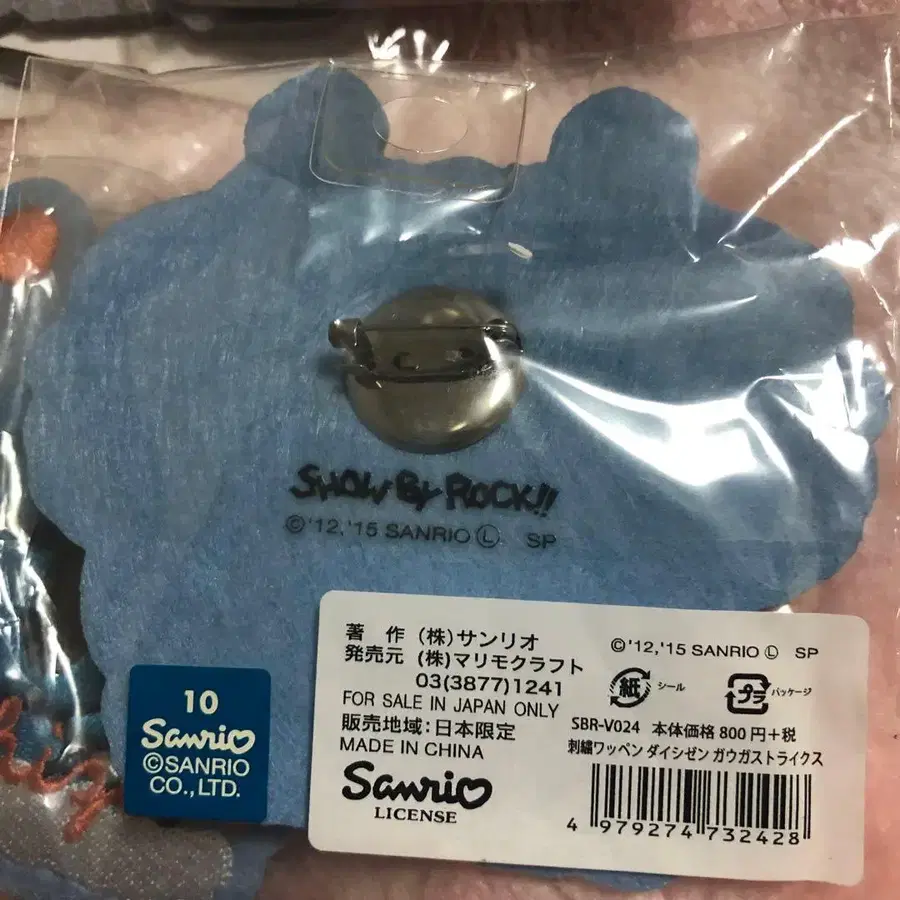 SHOW BY ROCK!!
©'12,'15 SANRIO Ⓛ SP
10
Sanrio
©SANRIO
CO.,LTD.
著 作 (株)サンリオ
発売元 (株)マリモクラフト
03(3877)1241
FOR SALE IN JAPAN ONLY
販売地域:日本限定
MADE IN CHINA
Sanrio
LICENSE
©'12,'15 SANRIO Ⓛ SP
紙 シール
プラ パッケージ
SBR-V024 本体価格 800円+税
刺繍ワッペン ダイシゼン ガウガストライクス
4 979274 732428